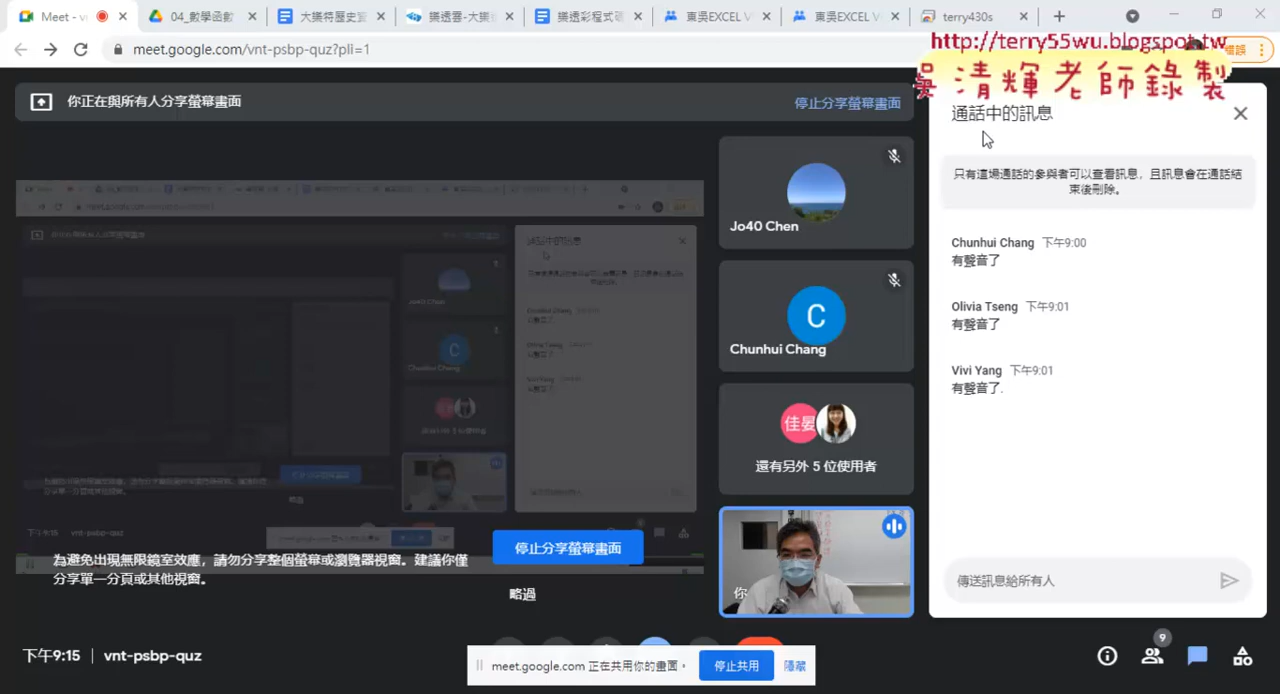 Meet - v
04_數學函數
大樂符歷史資
樂透雲-大樂
樂透彩程式碼
東吳EXCEL V
東吳EXCEL V
terry430s
meet.google.com/vnt-psbp-quz?pli=1
http://terry55wu.blogspot.tw
吳清輝老師錄製
你正在與所有人分享螢幕畫面
停止分享螢幕畫面
Jo40 Chen
C
Chunhui Chang
佳晏
還有另外 5 位使用者
你
為避免出現無限鏡室效應，請勿分享整個螢幕或瀏覽器視窗。建議你僅
分享單一分頁或其他視窗。
停止分享螢幕畫面
略過
通話中的訊息
只有這場通話的參與者可以查看訊息，且訊息會在通話結
束後刪除。
Chunhui Chang 下午9:00
有聲音了
Olivia Tseng 下午9:01
有聲音了
Vivi Yang 下午9:01
有聲音了.
傳送訊息給所有人
下午9:15 | vnt-psbp-quz
meet.google.com 正在共用你的畫面。
停止共用
隱藏
9